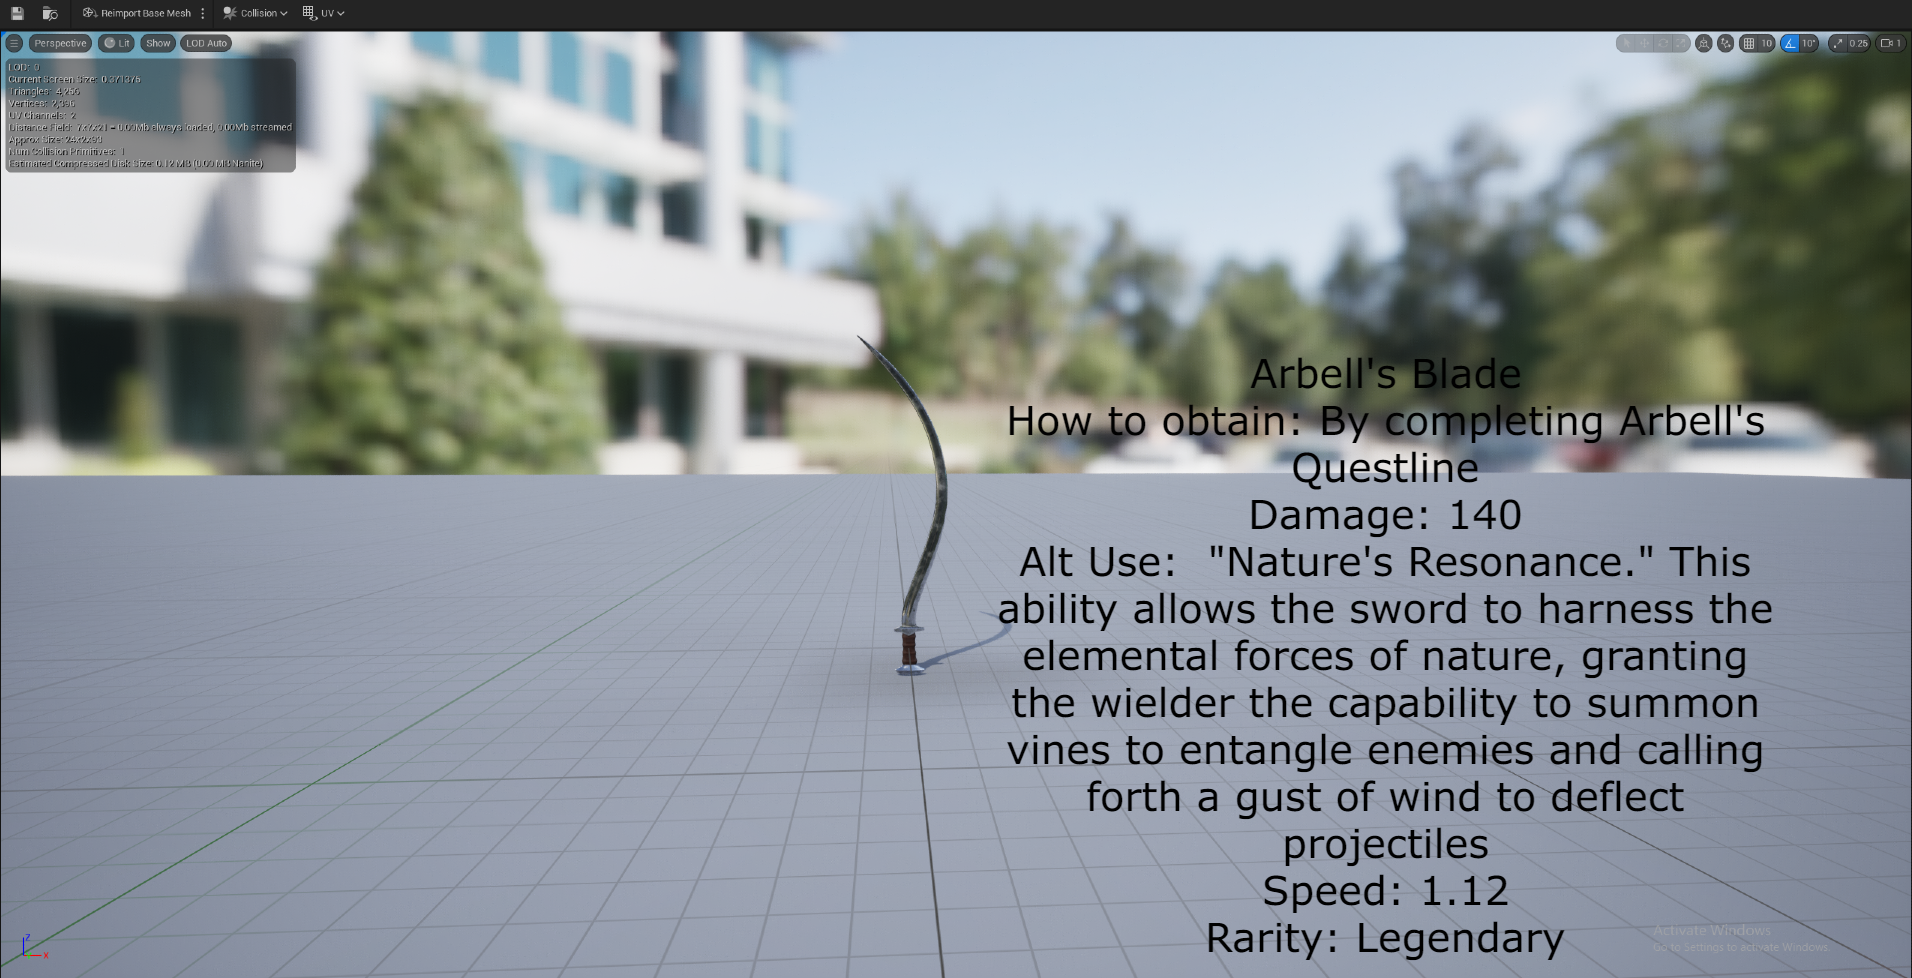 Reimport Base Mesh
Collision
UV
Perspective
Lit
Show
LOD Auto
10
10°
0.25
1
LOD: 0
Current Screen Size: 0.371375
Triangles: 4,256
Vertices:
UV Channels: 2
Distance Field: 7x7x21 = 0.00Mb always loaded, 0.00Mb streamed
Approx Size: 24x2x93
Num Collision Primitives: 1
Estimated Compressed Disk Size: 0.12 MB (0.00 MB Nanite)
Arbell's Blade
How to obtain: By completing Arbell's
Questline
Damage: 140
Alt Use:  "Nature's Resonance." This
ability allows the sword to harness the
elemental forces of nature, granting
the wielder the capability to summon
vines to entangle enemies and calling
forth a gust of wind to deflect
projectiles
Speed: 1.12
Rarity: Legendary
Activate Windows
Go to Settings to activate Windows.
Z
X